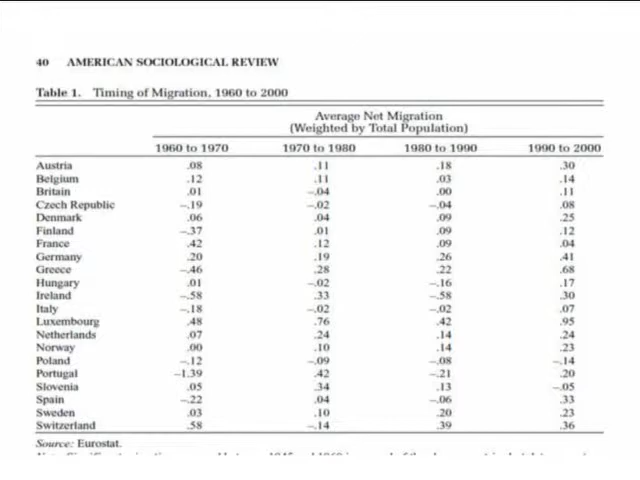 40 AMERICAN SOCIOLOGICAL REVIEW
Table 1. Timing of Migration, 1960 to 2000
Average Net Migration
(Weighted by Total Population)
1960 to 1970 1970 to 1980 1980 to 1990 1990 to 2000
Austria .08 .11 .18 .30
Belgium .12 .11 .03 .14
Britain .01 –.04 .00 .11
Czech Republic –.19 –.02 –.04 .08
Denmark .06 .04 .09 .25
Finland –.37 .01 .09 .12
France .42 .12 .09 .04
Germany .20 .19 .26 .41
Greece –.46 .28 .22 .68
Hungary .01 –.02 –.16 .17
Ireland –.58 .33 –.58 .30
Italy –.18 –.02 –.02 .07
Luxembourg .48 .76 .42 .95
Netherlands .07 .24 .14 .24
Norway .00 .10 .14 .23
Poland –.12 –.09 –.08 –.14
Portugal –1.39 .42 –.21 .20
Slovenia .05 .34 .13 –.05
Spain –.22 .04 –.06 .33
Sweden .03 .10 .20 .23
Switzerland .58 –.14 .39 .36
Source: Eurostat.